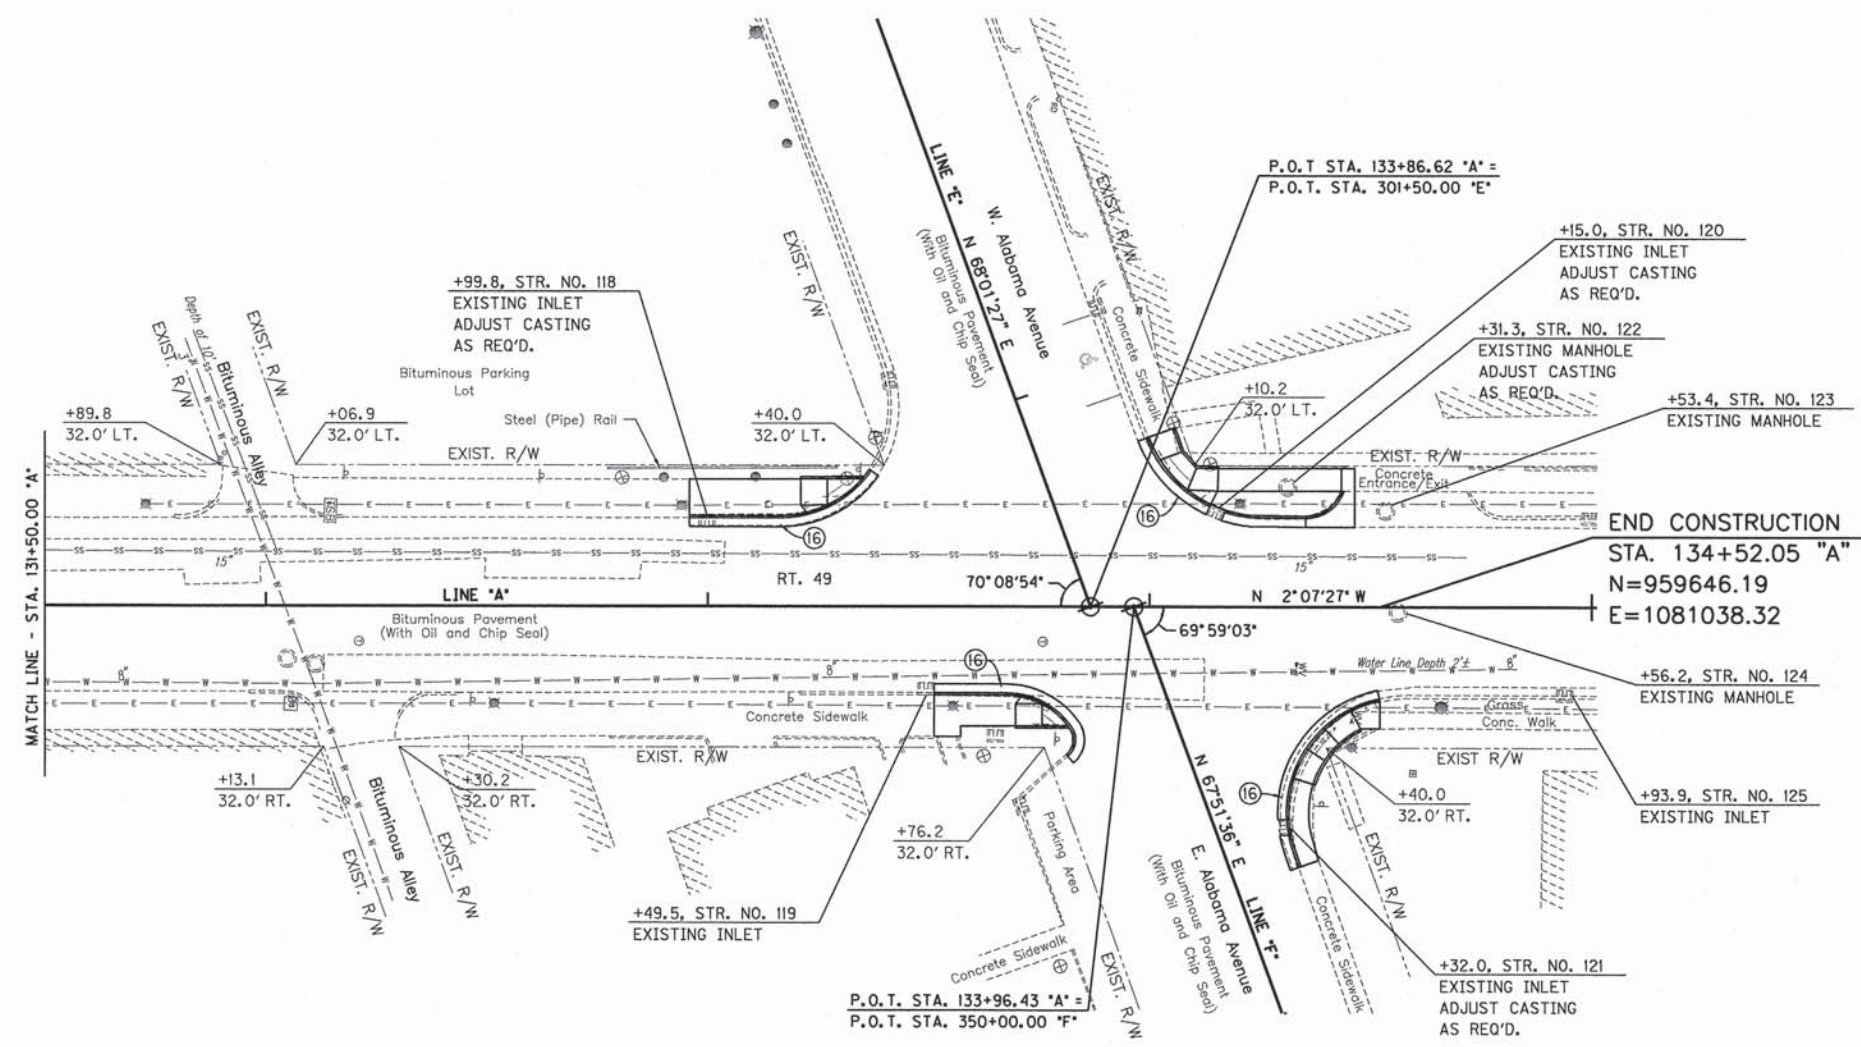 MATCH LINE - STA. 131+50.00 "A"
+89.8
32.0' LT.
EXIST. R/W
Depth of 10'
3"
Bituminous Alley
EXIST. R/W
+06.9
32.0' LT.
Bituminous Parking
Lot
Steel (Pipe) Rail
EXIST. R/W
+99.8, STR. NO. 118
EXISTING INLET
ADJUST CASTING
AS REQ'D.
+40.0
32.0' LT.
EXIST. R/W
16
LINE "E"
N 68°01'27" E
W. Alabama Avenue
Bituminous Pavement
(With Oil and Chip Seal)
EXIST. R/W
Concrete Sidewalk
P.O.T STA. 133+86.62 "A" =
P.O.T. STA. 301+50.00 "E"
+15.0, STR. NO. 120
EXISTING INLET
ADJUST CASTING
AS REQ'D.
+31.3, STR. NO. 122
EXISTING MANHOLE
ADJUST CASTING
AS REQ'D.
+10.2
32.0' LT.
+53.4, STR. NO. 123
EXISTING MANHOLE
EXIST. R/W
Concrete
Entrance/Exit
16
END CONSTRUCTION
STA. 134+52.05 "A"
N=959646.19
E=1081038.32
15"
RT. 49
15"
LINE "A"
70°08'54"
N 2°07'27" W
69°59'03"
Bituminous Pavement
(With Oil and Chip Seal)
8"
8"
Water Line Depth 2'±
8"
16
Concrete Sidewalk
EXIST. R/W
+13.1
32.0' RT.
Bituminous Alley
EXIST. R/W
+30.2
32.0' RT.
EXIST. R/W
+76.2
32.0' RT.
+49.5, STR. NO. 119
EXISTING INLET
Parking Area
Concrete Sidewalk
EXIST. R/W
P.O.T. STA. 133+96.43 "A" =
P.O.T. STA. 350+00.00 "F"
N 67°51'36" E
LINE "F"
E. Alabama Avenue
Bituminous Pavement
(With Oil and Chip Seal)
16
Grass
Conc. Walk
EXIST R/W
+40.0
32.0' RT.
EXIST. R/W
Concrete Sidewalk
+56.2, STR. NO. 124
EXISTING MANHOLE
+93.9, STR. NO. 125
EXISTING INLET
+32.0, STR. NO. 121
EXISTING INLET
ADJUST CASTING
AS REQ'D.